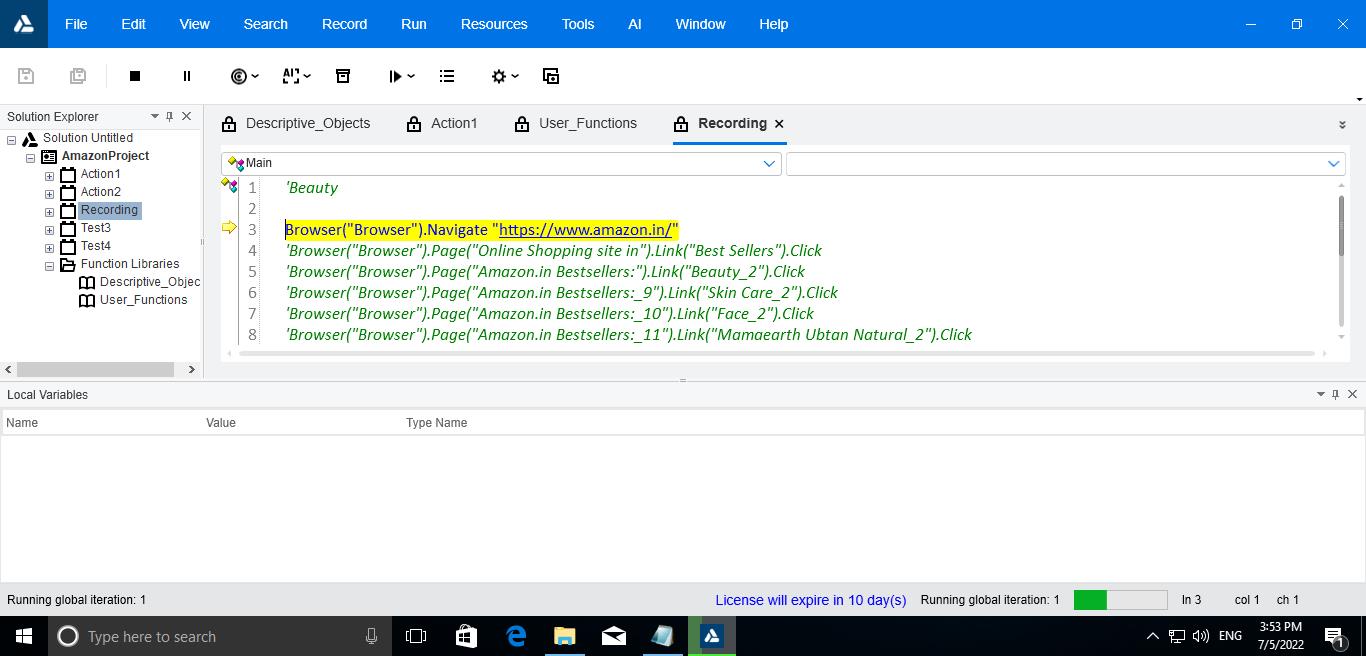 File Edit View Search Record Run Resources Tools AI Window Help
Solution Explorer
Solution Untitled
AmazonProject
Action1
Action2
Recording
Test3
Test4
Function Libraries
Descriptive_Objec
User_Functions
Descriptive_Objects Action1 User_Functions Recording
Main
1 'Beauty
2
3 Browser("Browser").Navigate "https://www.amazon.in/"
4 'Browser("Browser").Page("Online Shopping site in").Link("Best Sellers").Click
5 'Browser("Browser").Page("Amazon.in Bestsellers:").Link("Beauty_2").Click
6 'Browser("Browser").Page("Amazon.in Bestsellers:_9").Link("Skin Care_2").Click
7 'Browser("Browser").Page("Amazon.in Bestsellers:_10").Link("Face_2").Click
8 'Browser("Browser").Page("Amazon.in Bestsellers:_11").Link("Mamaearth Ubtan Natural_2").Click
Local Variables
Name Value Type Name
Running global iteration: 1 License will expire in 10 day(s) Running global iteration: 1 ln 3 col 1 ch 1
Type here to search
ENG
3:53 PM
7/5/2022
1